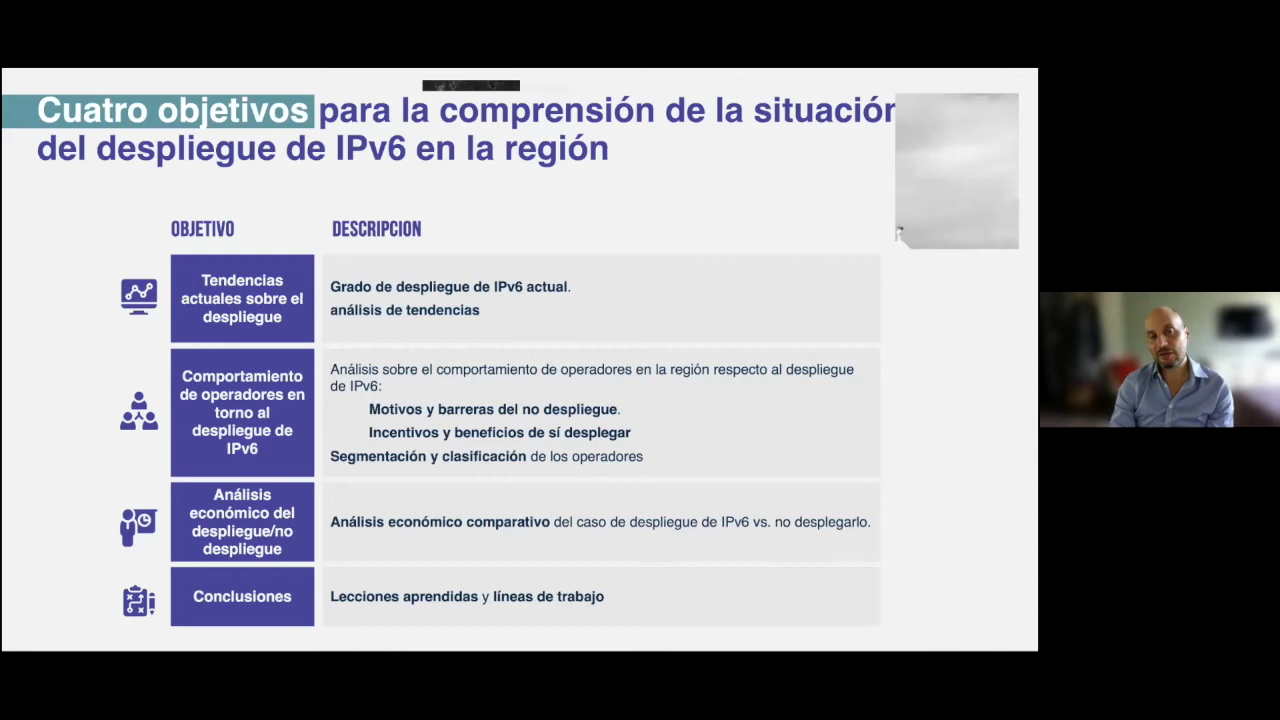 Cuatro objetivos para la comprensión de la situación
del despliegue de IPv6 en la región
OBJETIVO
DESCRIPCION
Tendencias
actuales sobre el
despliegue
Grado de despliegue de IPv6 actual.
análisis de tendencias
Comportamiento
de operadores en
torno al
despliegue de
IPv6
Análisis sobre el comportamiento de operadores en la región respecto al despliegue
de IPv6:
Motivos y barreras del no despliegue.
Incentivos y beneficios de sí desplegar
Segmentación y clasificación de los operadores
Análisis
económico del
despliegue/no
despliegue
Análisis económico comparativo del caso de despliegue de IPv6 vs. no desplegarlo.
Conclusiones
Lecciones aprendidas y líneas de trabajo